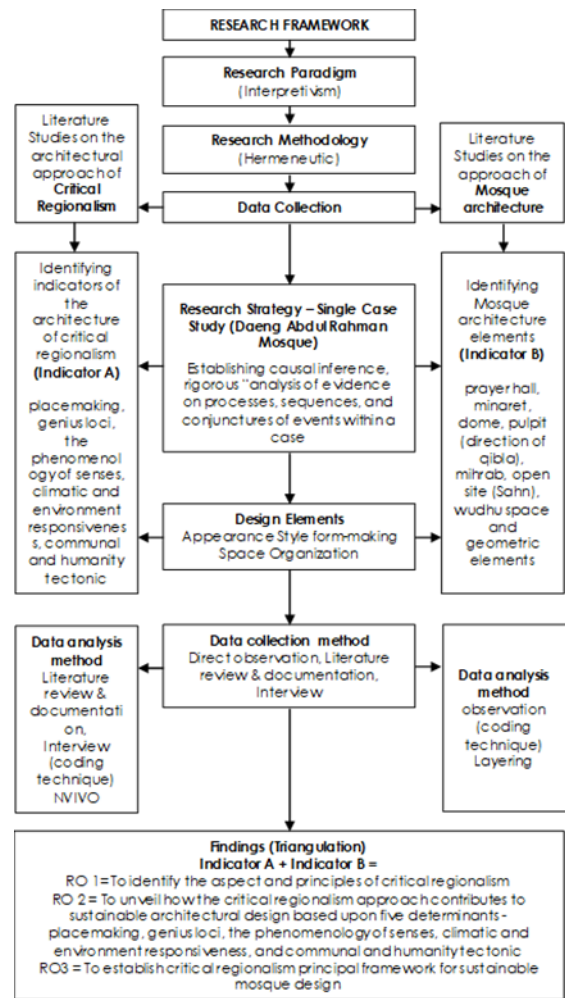 RESEARCH FRAMEWORK
Research Paradigm
(Interpretivism)
Research Methodology
(Hermeneutic)
Data Collection
Literature
Studies on the
architectural
approach of
Critical
Regionalism
Literature
Studies on the
approach of
Mosque
architecture
Identifying
indicators of
the
architecture
of critical
regionalism
(Indicator A)
placemaking,
genius loci,
the
phenomenol
ogy of senses,
climatic and
environment
responsivenes
s, communal
and humanity
tectonic
Research Strategy – Single Case
Study (Daeng Abdul Rahman
Mosque)
Establishing causal inference,
rigorous "analysis of evidence
on processes, sequences, and
conjunctures of events within a
case
Identifying
Mosque
architecture
elements
(Indicator B)
prayer hall,
minaret,
dome, pulpit
(direction of
qibla),
mihrab, open
site (Sahn),
wudhu space
and
geometric
elements
Design Elements
Appearance Style form-making
Space Organization
Data analysis
method
Literature
review &
documentati
on,
Interview
(coding
technique)
NVIVO
Data collection method
Direct observation, Literature
review & documentation,
Interview
Data analysis
method
observation
(coding
technique)
Layering
Findings (Triangulation)
Indicator A + Indicator B =
RO 1= To identify the aspect and principles of critical regionalism
RO 2 = To unveil how the critical regionalism approach contributes to
sustainable architectural design based upon five determinants -
placemaking, genius loci, the phenomenology of senses, climatic and
environment responsiveness, and communal and humanity tectonic
RO3 = To establish critical regionalism principal framework for sustainable
mosque design